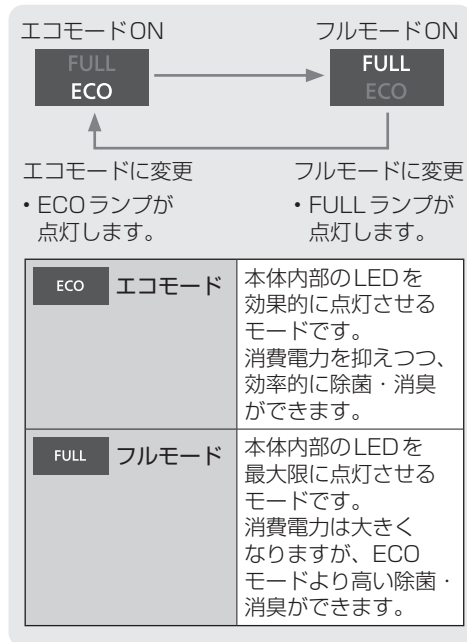 エコモードON
フルモードON
FULL
ECO
FULL
ECO
エコモードに変更
・ECOランプが
点灯します。
フルモードに変更
・FULLランプが
点灯します。
ECO エコモード
本体内部のLEDを
効果的に点灯させる
モードです。
消費電力を抑えつつ、
効率的に除菌・消臭
ができます。
FULL フルモード
本体内部のLEDを
最大限に点灯させる
モードです。
消費電力は大きく
なりますが、ECO
モードより高い除菌・
消臭ができます。